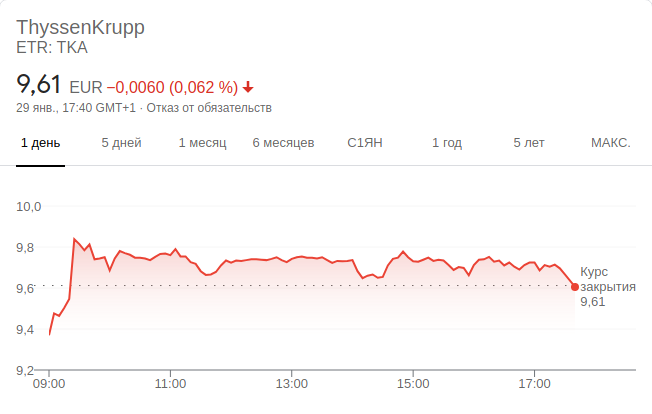 ThyssenKrupp
ETR: TKA
9,61 EUR −0,0060 (0,062 %)
29 янв., 17:40 GMT+1 · Отказ от обязательств
1 день 5 дней 1 месяц 6 месяцев С1ЯН 1 год 5 лет МАКС.
10,0
9,8
Курс
9,6 закрытия
9,61
9,4
9,2
09:00 11:00 13:00 15:00 17:00